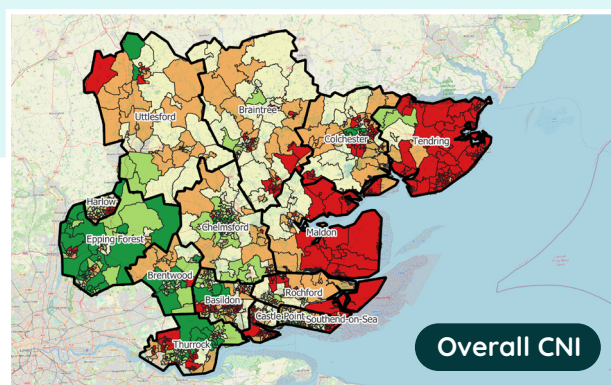 Uttlesford
Braintree
Colchester
Tendring
Harlow
Epping Forest
Chelmsford
Maldon
Brentwood
Basildon
Rochford
Castle Point
Southend-on-Sea
Thurrock
Overall CNI